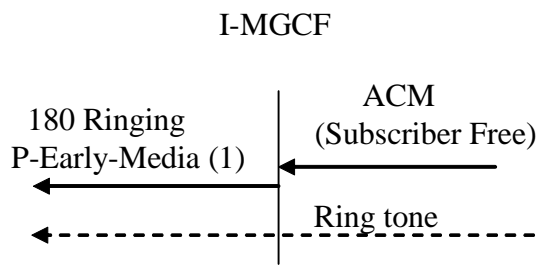 I-MGCF
180 Ringing
P-Early-Media (1)
ACM
(Subscriber Free)
Ring tone